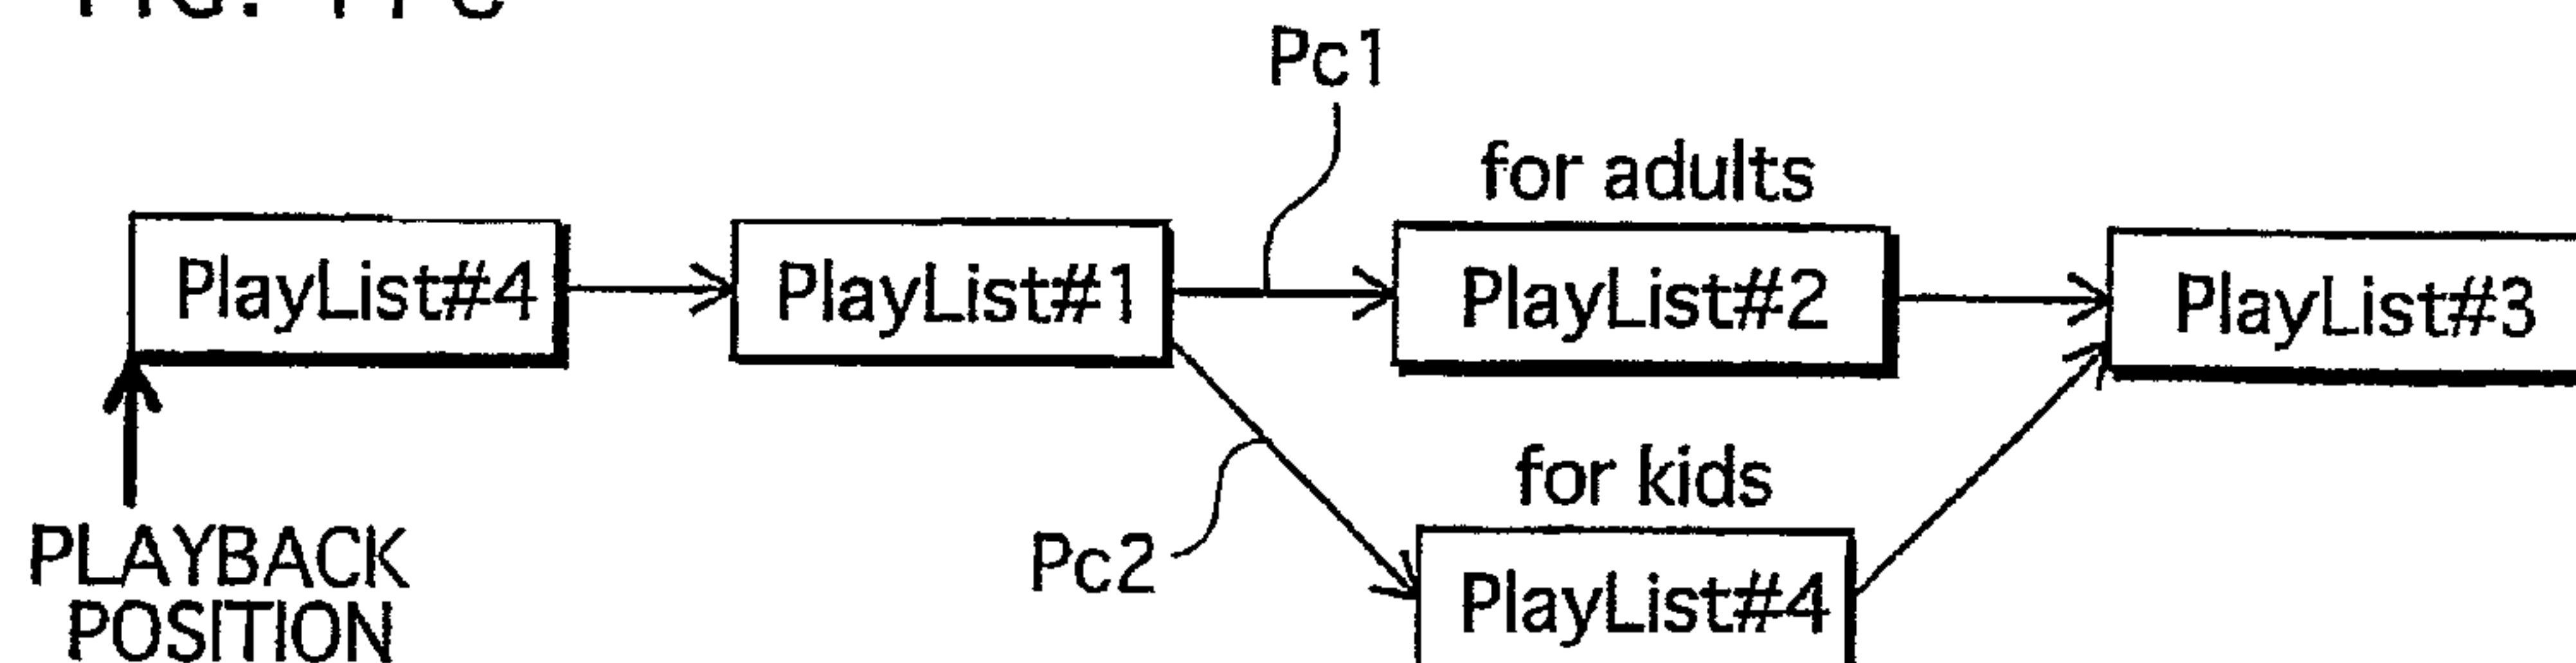 Pc1
for adults
PlayList#4
PlayList#1
PlayList#2
PlayList#3
for kids
Pc2
PlayList#4
PLAYBACK
POSITION